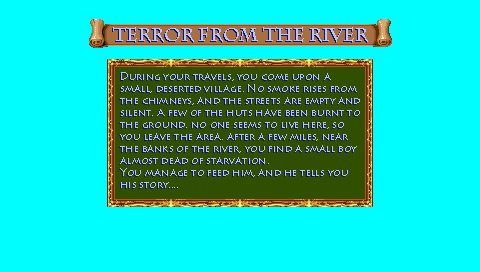 TERROR FROM THE RIVER
DURING YOUR TRAVELS, YOU COME UPON A
SMALL, DESERTED VILLAGE. NO SMOKE RISES FROM
THE CHIMNEYS, AND THE STREETS ARE EMPTY AND
SILENT. A FEW OF THE HUTS HAVE BEEN BURNT TO
THE GROUND. NO ONE SEEMS TO LIVE HERE, SO
YOU LEAVE THE AREA. AFTER A FEW MILES, NEAR
THE BANKS OF THE RIVER, YOU FIND A SMALL BOY
ALMOST DEAD OF STARVATION.
YOU MANAGE TO FEED HIM, AND HE TELLS YOU
HIS STORY....